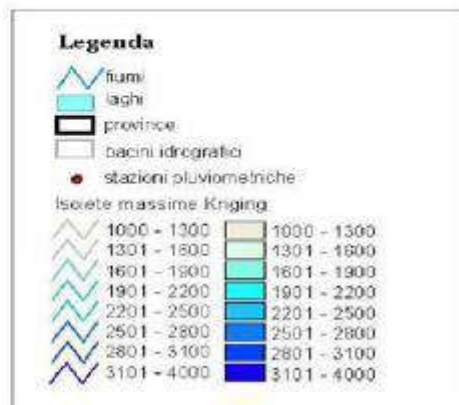 Legenda
fiumi
laghi
province
bacini idrografici
stazioni pluviometriche
Isoiete massime Kriging
1000 - 1300 1000 - 1300
1301 - 1600 1301 - 1600
1601 - 1900 1601 - 1900
1901 - 2200 1901 - 2200
2201 - 2500 2201 - 2500
2501 - 2800 2501 - 2800
2801 - 3100 2801 - 3100
3101 - 4000 3101 - 4000